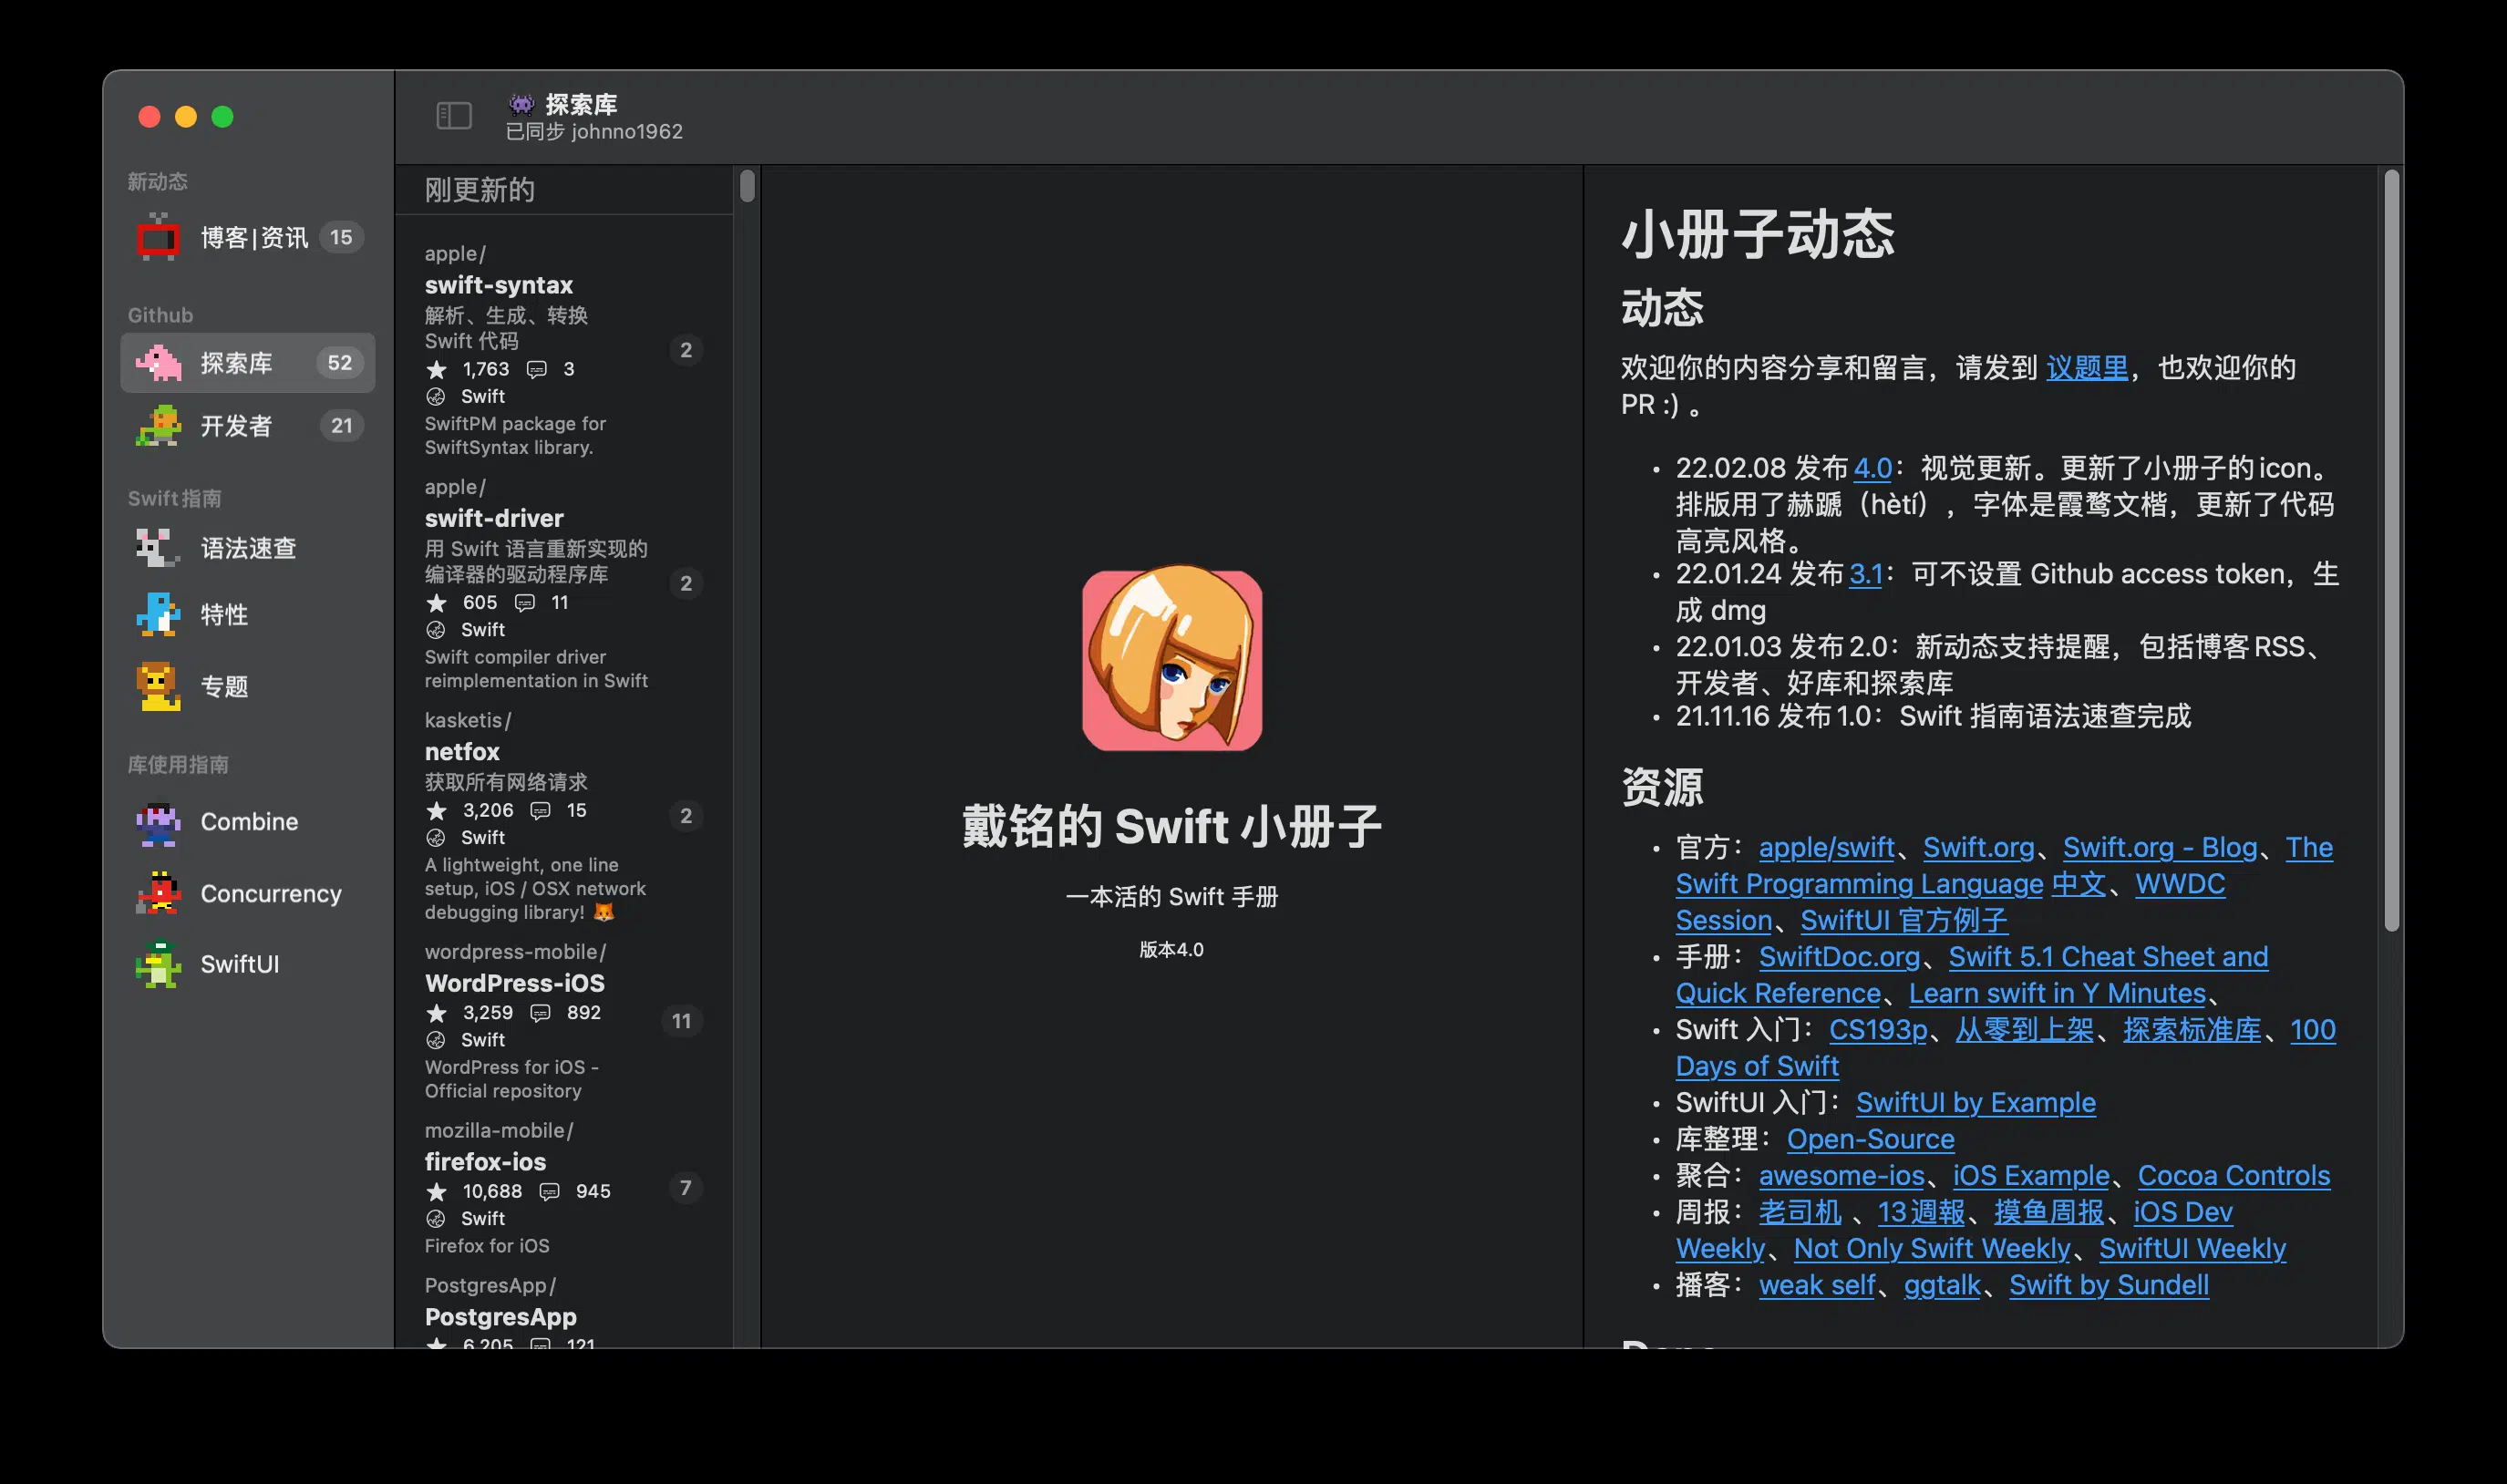 👾 探索库
已同步 johnno1962
新动态
博客|资讯 15
Github
探索库 52
开发者 21
Swift指南
语法速查
特性
专题
库使用指南
Combine
Concurrency
SwiftUI
刚更新的
apple/
swift-syntax
解析、生成、转换
Swift 代码
1,763 3
Swift
SwiftPM package for
SwiftSyntax library.
2
apple/
swift-driver
用 Swift 语言重新实现的
编译器的驱动程序库
605 11
Swift
Swift compiler driver
reimplementation in Swift
2
kasketis/
netfox
获取所有网络请求
3,206 15
Swift
A lightweight, one line
setup, iOS / OSX network
debugging library! 🦊
2
wordpress-mobile/
WordPress-iOS
3,259 892
Swift
WordPress for iOS -
Official repository
11
mozilla-mobile/
firefox-ios
10,688 945
Swift
Firefox for iOS
7
PostgresApp/
PostgresApp
6,205 121
戴铭的 Swift 小册子
一本活的 Swift 手册
版本4.0
小册子动态
动态
欢迎你的内容分享和留言，请发到 议题里，也欢迎你的
PR :) 。
• 22.02.08 发布4.0：视觉更新。更新了小册子的icon。
排版用了赫蹏（hètí），字体是霞鹜文楷，更新了代码
高亮风格。
• 22.01.24 发布3.1：可不设置 Github access token，生
成 dmg
• 22.01.03 发布2.0：新动态支持提醒，包括博客RSS、
开发者、好库和探索库
• 21.11.16 发布1.0：Swift 指南语法速查完成
资源
• 官方：apple/swift、Swift.org、Swift.org - Blog、The
Swift Programming Language 中文、WWDC
Session、SwiftUI 官方例子
• 手册：SwiftDoc.org、Swift 5.1 Cheat Sheet and
Quick Reference、Learn swift in Y Minutes、
• Swift 入门：CS193p、从零到上架、探索标准库、100
Days of Swift
• SwiftUI 入门：SwiftUI by Example
• 库整理：Open-Source
• 聚合：awesome-ios、iOS Example、Cocoa Controls
• 周报：老司机 、13週報、摸鱼周报、iOS Dev
Weekly、Not Only Swift Weekly、SwiftUI Weekly
• 播客：weak self、ggtalk、Swift by Sundell